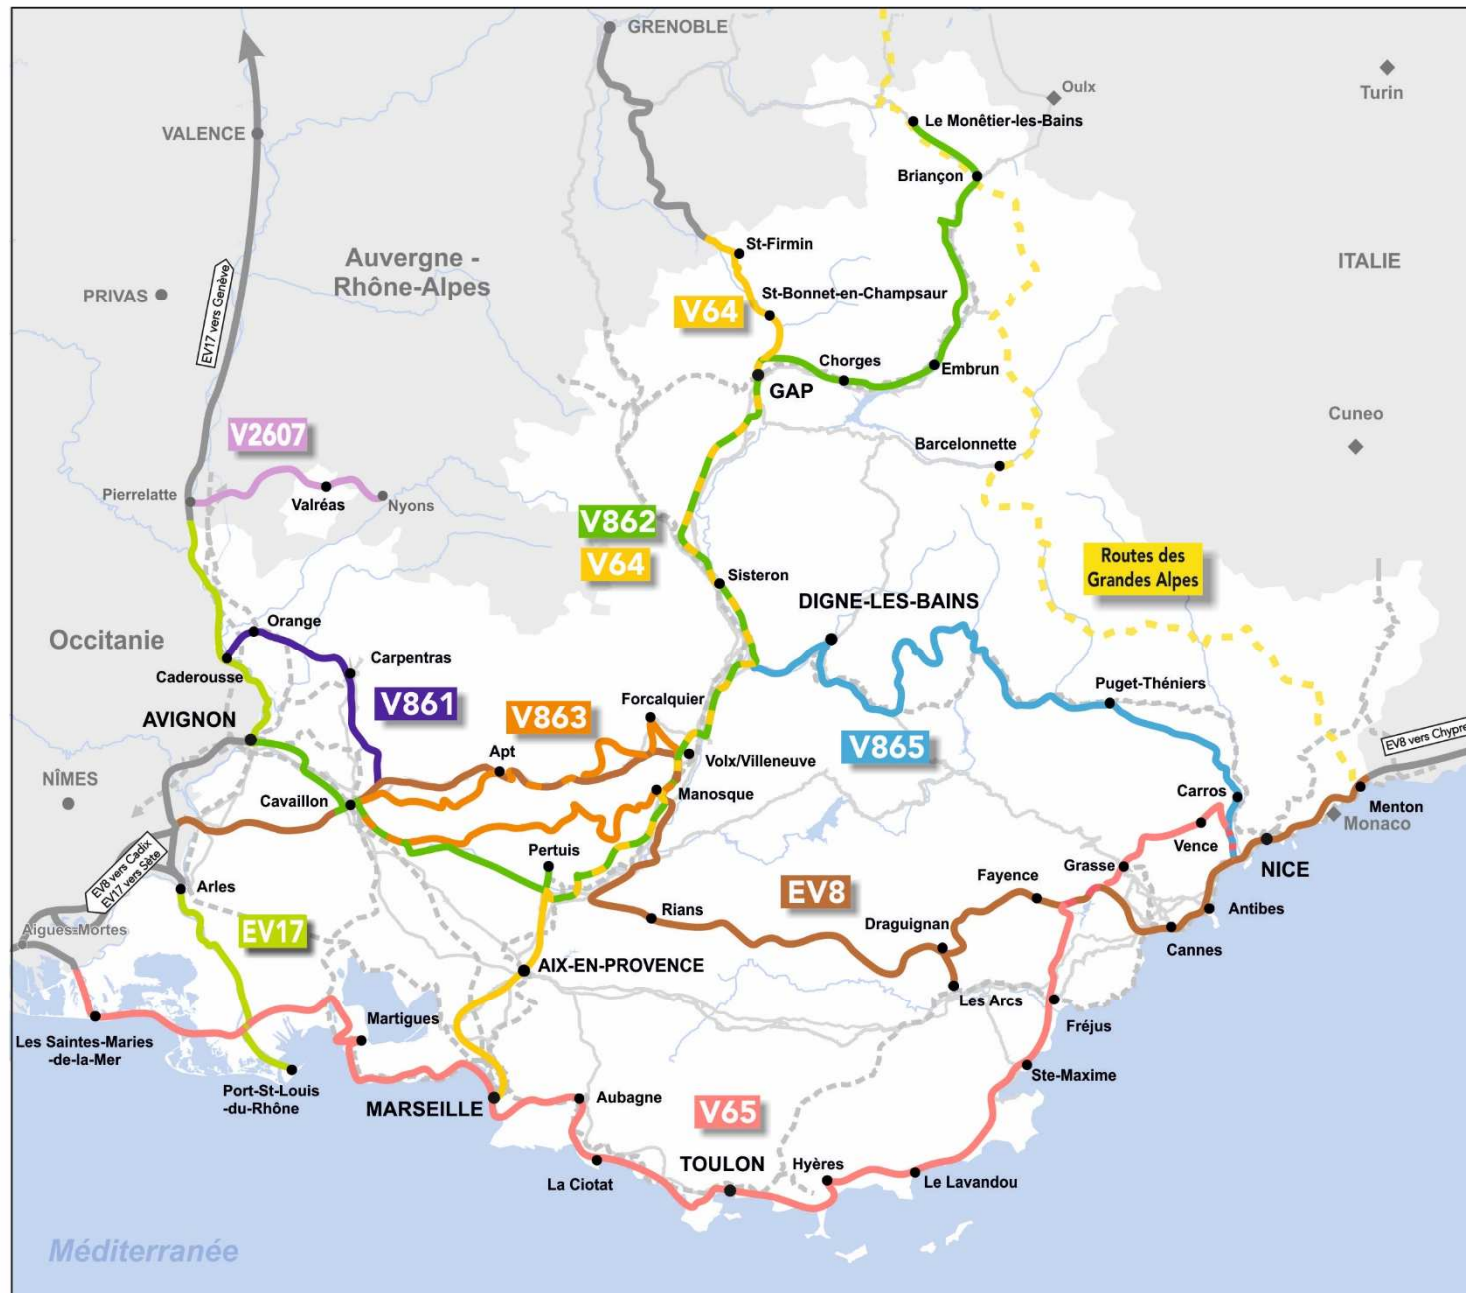 GRENOBLE
Oulx
Turin
Le Monêtier-les-Bains
VALENCE
Briançon
St-Firmin
Auvergne -
Rhône-Alpes
ITALIE
PRIVAS
EV17 vers Genève
St-Bonnet-en-Champsaur
V64
Chorges
Embrun
GAP
Cuneo
V2607
Barcelonnette
Pierrelatte
Valréas
Nyons
V862
V64
Routes des
Grandes Alpes
Sisteron
DIGNE-LES-BAINS
Orange
Occitanie
Carpentras
Caderousse
Puget-Théniers
V861
Forcalquier
V863
AVIGNON
EV8 vers Chypre
Apt
V865
Volx/Villeneuve
NÎMES
Manosque
Carros
Cavaillon
Menton
Monaco
Vence
Pertuis
NICE
EV8 vers Cadix
EV17 vers Sète
Grasse
Arles
Fayence
EV8
Rians
Antibes
Draguignan
Aigues-Mortes
EV17
Cannes
AIX-EN-PROVENCE
Les Arcs
Martigues
Fréjus
Les Saintes-Maries
-de-la-Mer
Ste-Maxime
Port-St-Louis
-du-Rhône
MARSEILLE
Aubagne
V65
TOULON
Hyères
La Ciotat
Le Lavandou
Méditerranée